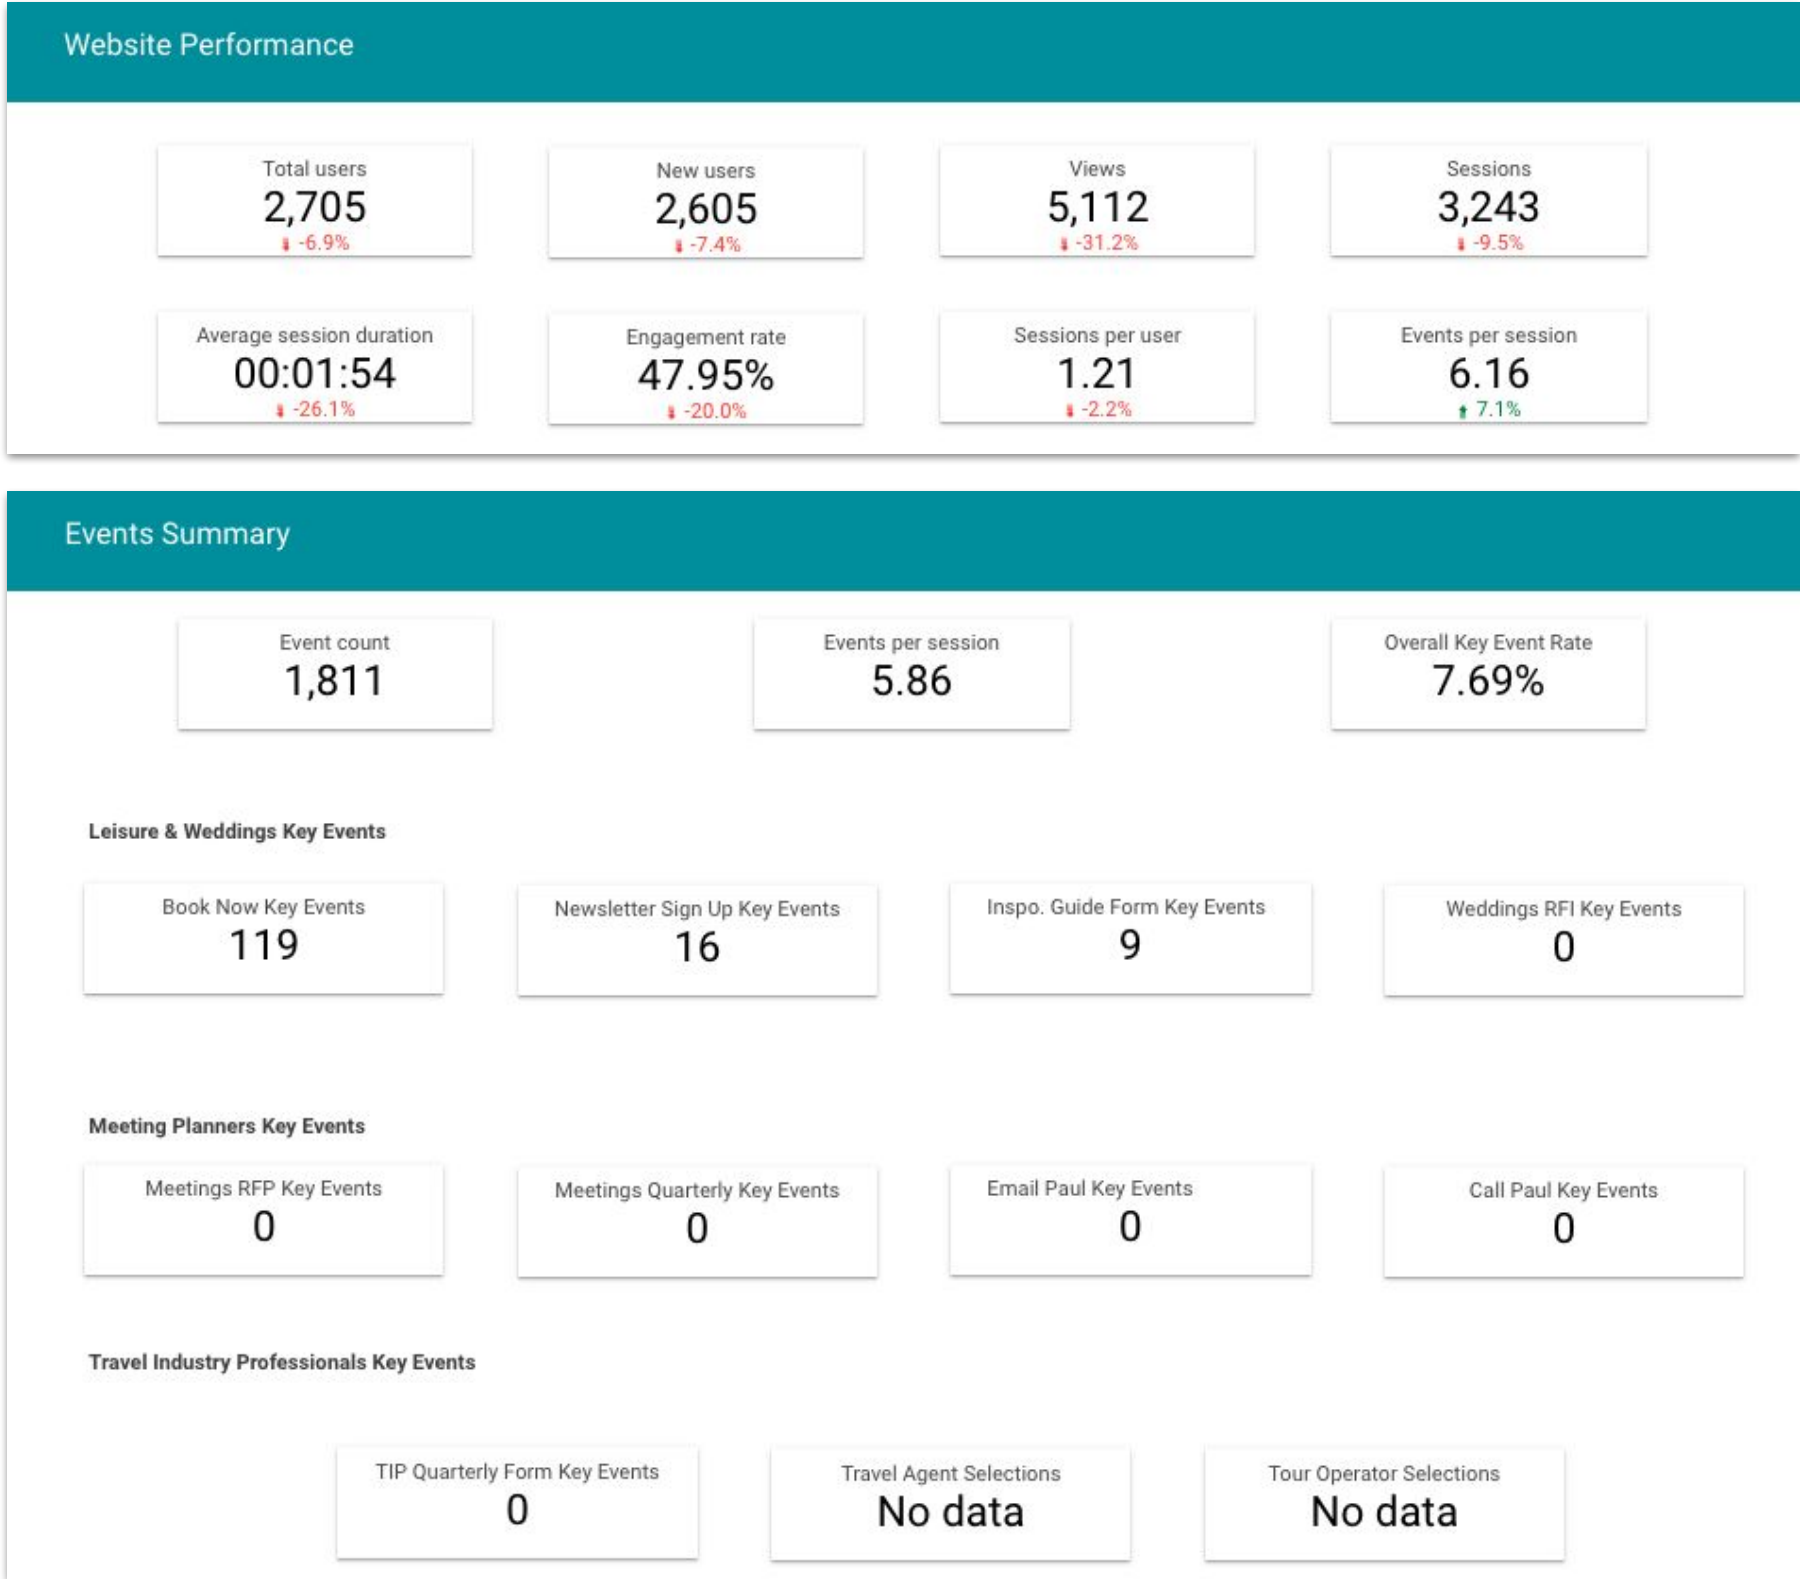 Website Performance
Total users
2,705
-6.9%
New users
2,605
-7.4%
Views
5,112
-31.2%
Sessions
3,243
-9.5%
Average session duration
00:01:54
-26.1%
Engagement rate
47.95%
-20.0%
Sessions per user
1.21
-2.2%
Events per session
6.16
7.1%
Events Summary
Event count
1,811
Events per session
5.86
Overall Key Event Rate
7.69%
Leisure & Weddings Key Events
Book Now Key Events
119
Newsletter Sign Up Key Events
16
Inspo. Guide Form Key Events
9
Weddings RFI Key Events
0
Meeting Planners Key Events
Meetings RFP Key Events
0
Meetings Quarterly Key Events
0
Email Paul Key Events
0
Call Paul Key Events
0
Travel Industry Professionals Key Events
TIP Quarterly Form Key Events
0
Travel Agent Selections
No data
Tour Operator Selections
No data